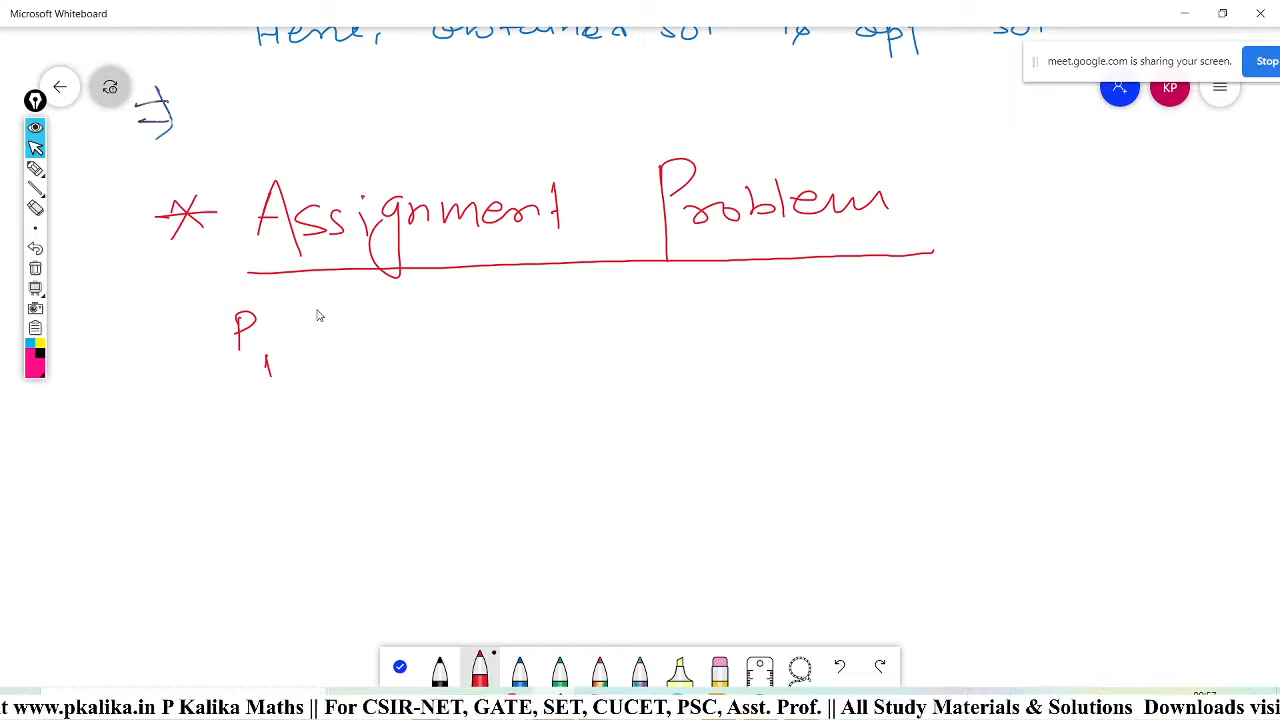 Microsoft Whiteboard
Hence, obtained sol is opt sol
meet.google.com is sharing your screen. Stop
KP
* Assignment Problem
P
1
t www.pkalika.in P Kalika Maths || For CSIR-NET, GATE, SET, CUCET, PSC, Asst. Prof. || All Study Materials & Solutions Downloads visi